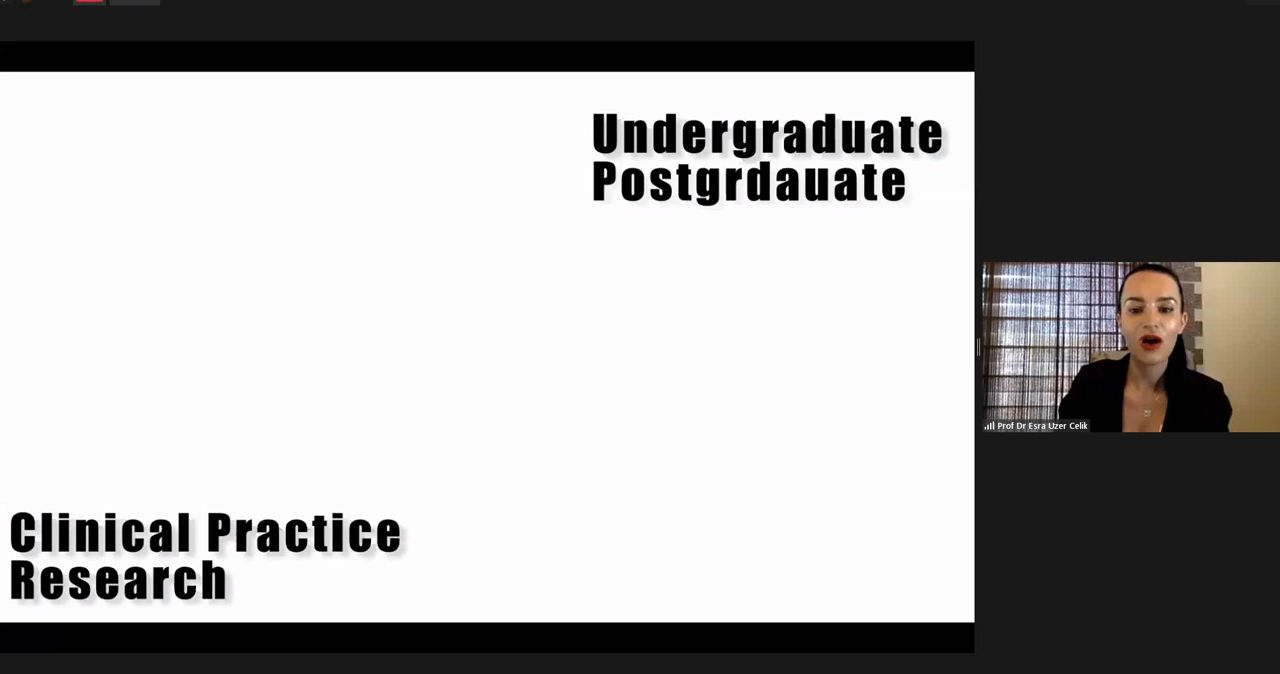 Undergraduate
Postgrdauate
Clinical Practice
Research
Prof Dr Esra Uzer Celik